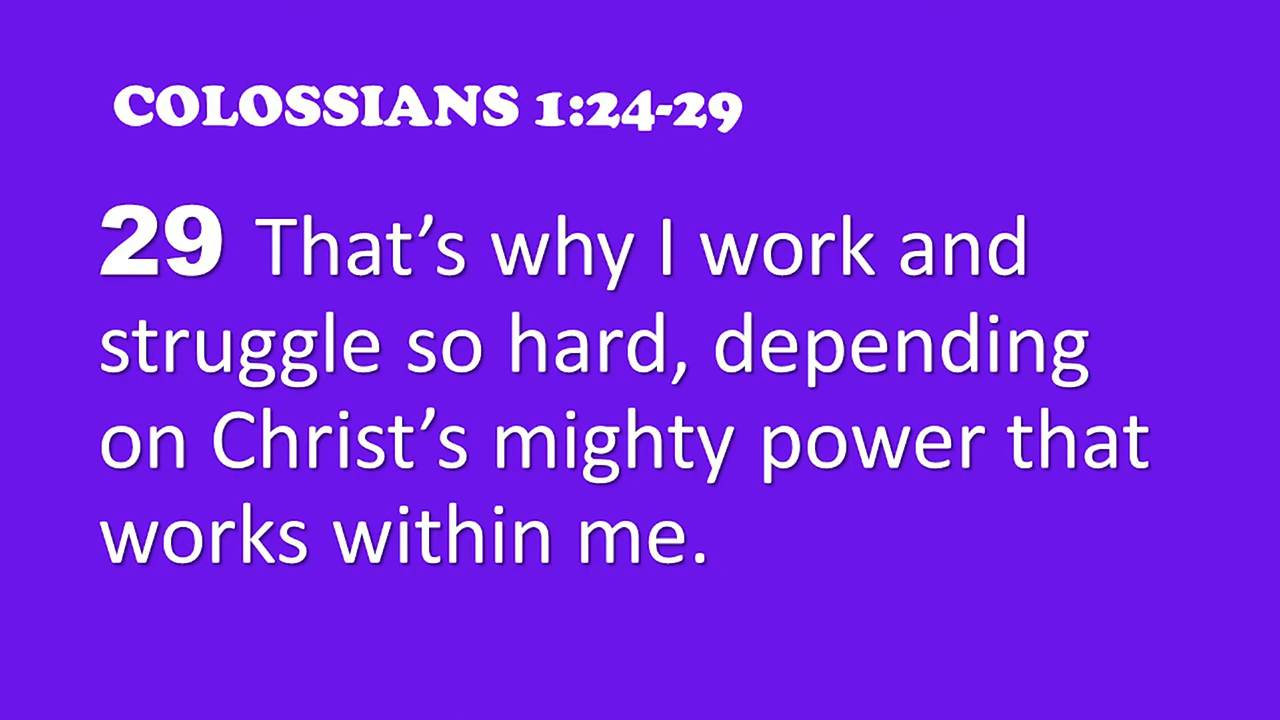 COLOSSIANS 1:24-29
29 That’s why I work and
struggle so hard, depending
on Christ’s mighty power that
works within me.